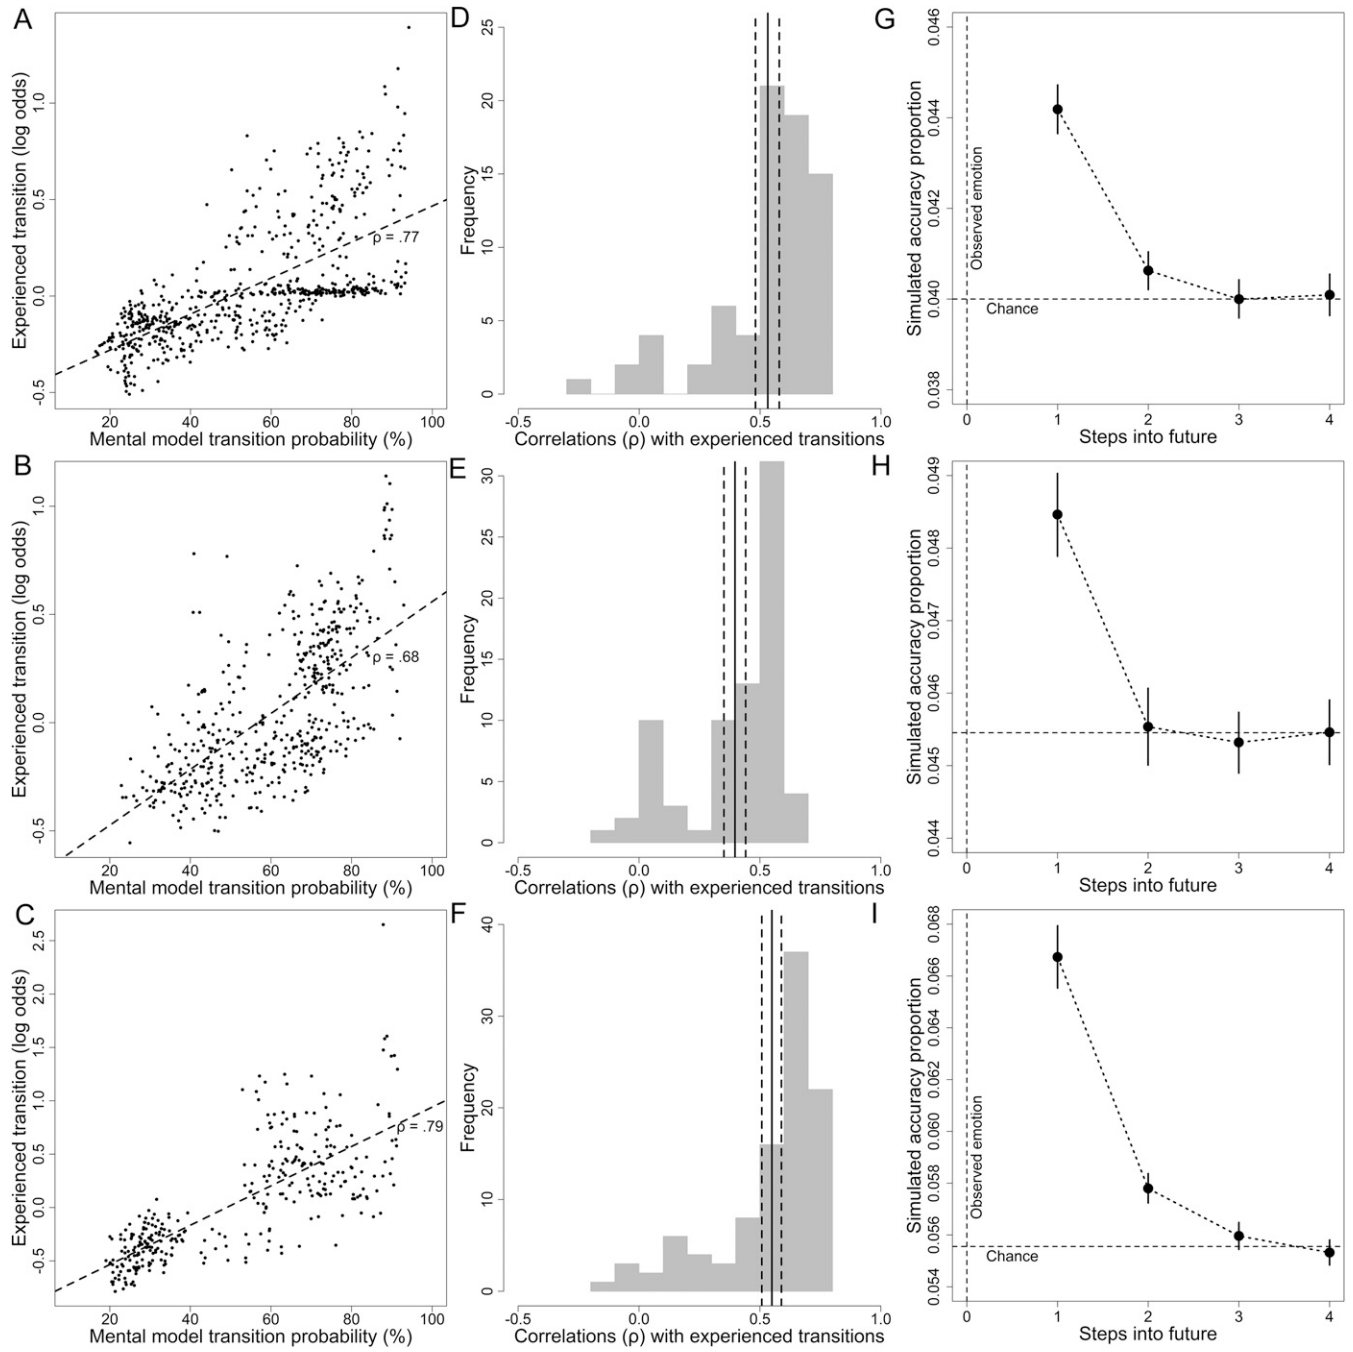 A
Experienced transition (log odds)
1.0
0.5
0.0
-0.5
ρ = .77
20 40 60 80 100
Mental model transition probability (%)
D
Frequency
25
20
15
10
5
0
-0.5 0.0 0.5 1.0
Correlations (ρ) with experienced transitions
G
Simulated accuracy proportion
0.046
0.044
0.042
0.040
0.038
Observed emotion
Chance
0 1 2 3 4
Steps into future
B
Experienced transition (log odds)
1.0
0.5
0.0
-0.5
ρ = .68
20 40 60 80 100
Mental model transition probability (%)
E
Frequency
30
25
20
15
10
5
0
-0.5 0.0 0.5 1.0
Correlations (ρ) with experienced transitions
H
Simulated accuracy proportion
0.049
0.048
0.047
0.046
0.045
0.044
0 1 2 3 4
Steps into future
C
Experienced transition (log odds)
2.5
2.0
1.5
1.0
0.5
0.0
-0.5
ρ = .79
20 40 60 80 100
Mental model transition probability (%)
F
Frequency
40
30
20
10
0
-0.5 0.0 0.5 1.0
Correlations (ρ) with experienced transitions
I
Simulated accuracy proportion
0.068
0.066
0.064
0.062
0.060
0.058
0.056
0.054
Observed emotion
Chance
0 1 2 3 4
Steps into future